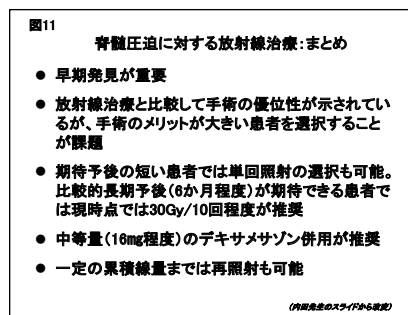 図11
脊髄圧迫に対する放射線治療：まとめ
● 早期発見が重要
● 放射線治療と比較して手術の優位性が示されてい
るが、手術のメリットが大きい患者を選択すること
が課題
● 期待予後の短い患者では単回照射の選択も可能。
比較的長期予後（6か月程度）が期待できる患者で
は現時点では30Gy/10回程度が推奨
● 中等量（16mg程度）のデキサメサゾン併用が推奨
● 一定の累積線量までは再照射も可能
（内田先生のスライドから改変）